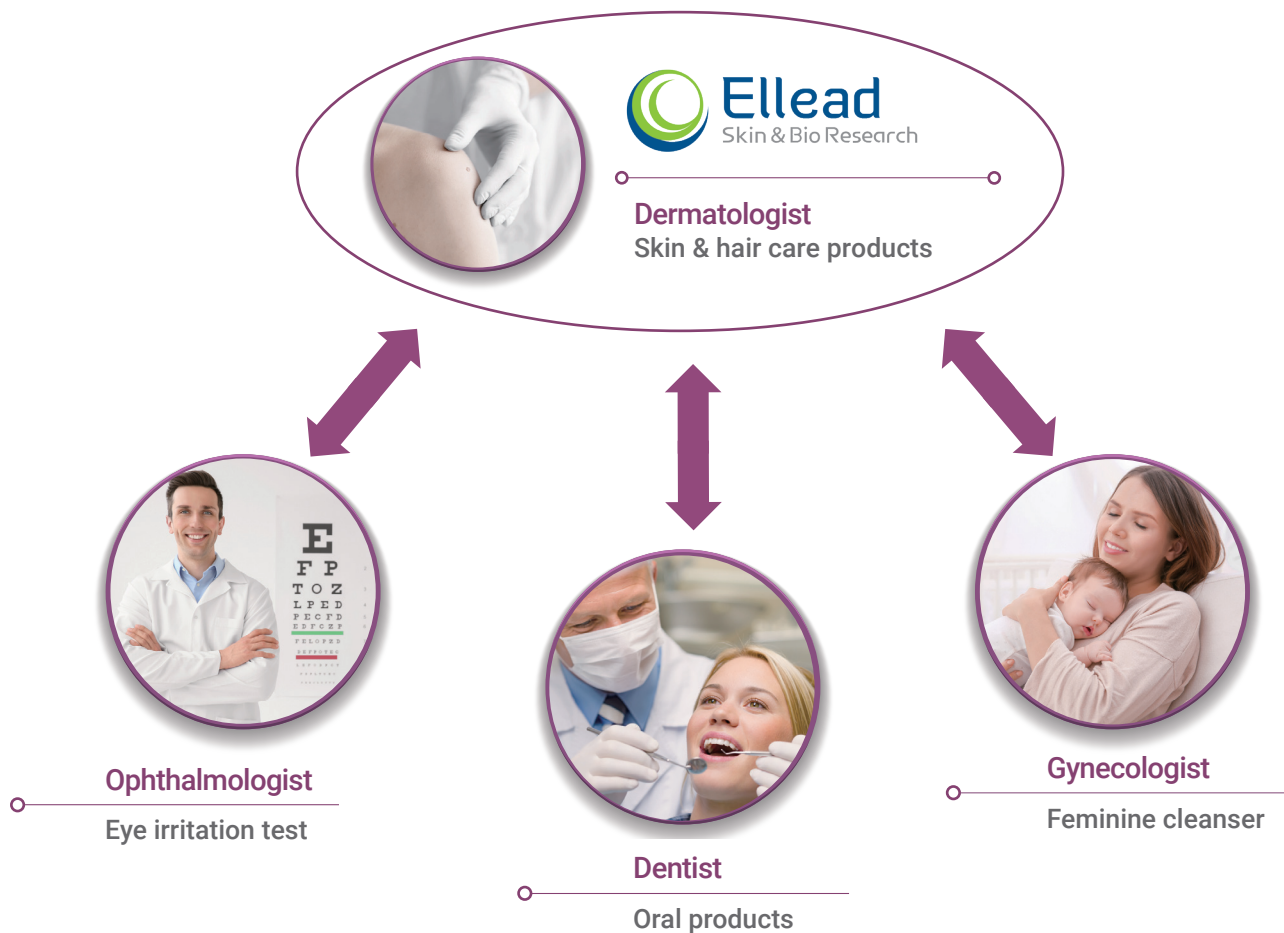 Ellead
Skin & Bio Research
Dermatologist
Skin & hair care products
E
F P
T O Z
L P E D
P E C F D
E D F C Z P
F E L O P Z D
Ophthalmologist
Eye irritation test
Dentist
Oral products
Gynecologist
Feminine cleanser